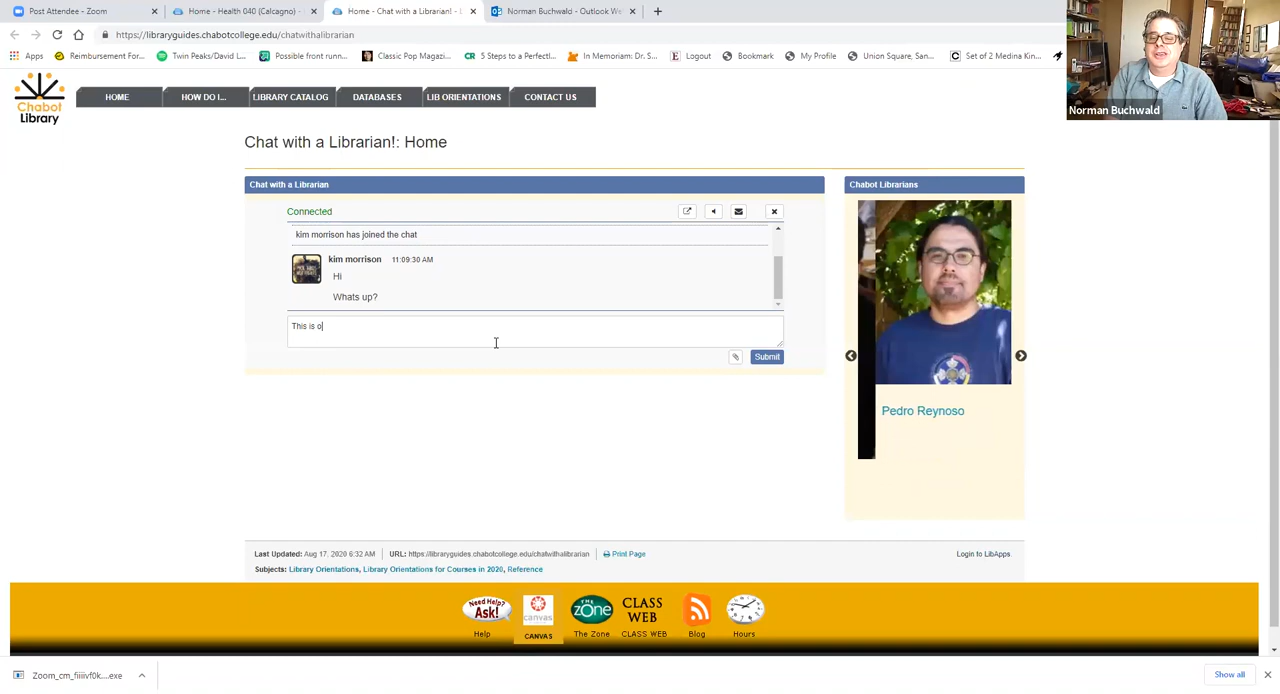 Post Attendee - Zoom
Home - Health 040 (Calcagno) -
Home - Chat with a Librarian! - L
Norman Buchwald - Outlook We
https://libraryguides.chabotcollege.edu/chatwithalibrarian
Apps
Reimbursement For...
Twin Peaks/David L...
Possible front runn...
Classic Pop Magazi...
CR 5 Steps to a Perfectl...
In Memoriam: Dr. S...
E Logout
Bookmark
My Profile
Union Square, San...
C Set of 2 Medina Kin...
Norman Buchwald
Chabot
Library
HOME
HOW DO I...
LIBRARY CATALOG
DATABASES
LIB ORIENTATIONS
CONTACT US
Chat with a Librarian!: Home
Chat with a Librarian
Connected
kim morrison has joined the chat
kim morrison 11:09:30 AM
Hi
Whats up?
This is o
Submit
Chabot Librarians
Pedro Reynoso
Last Updated: Aug 17, 2020 6:32 AM
URL: https://libraryguides.chabotcollege.edu/chatwithalibrarian
Print Page
Login to LibApps.
Subjects: Library Orientations, Library Orientations for Courses in 2020, Reference
Need Help?
Ask!
Help
canvas
CANVAS
THE
ZONE
The Zone
CLASS
WEB
CLASS WEB
Blog
Hours
Zoom_cm_fiiiivf0k....exe
Show all